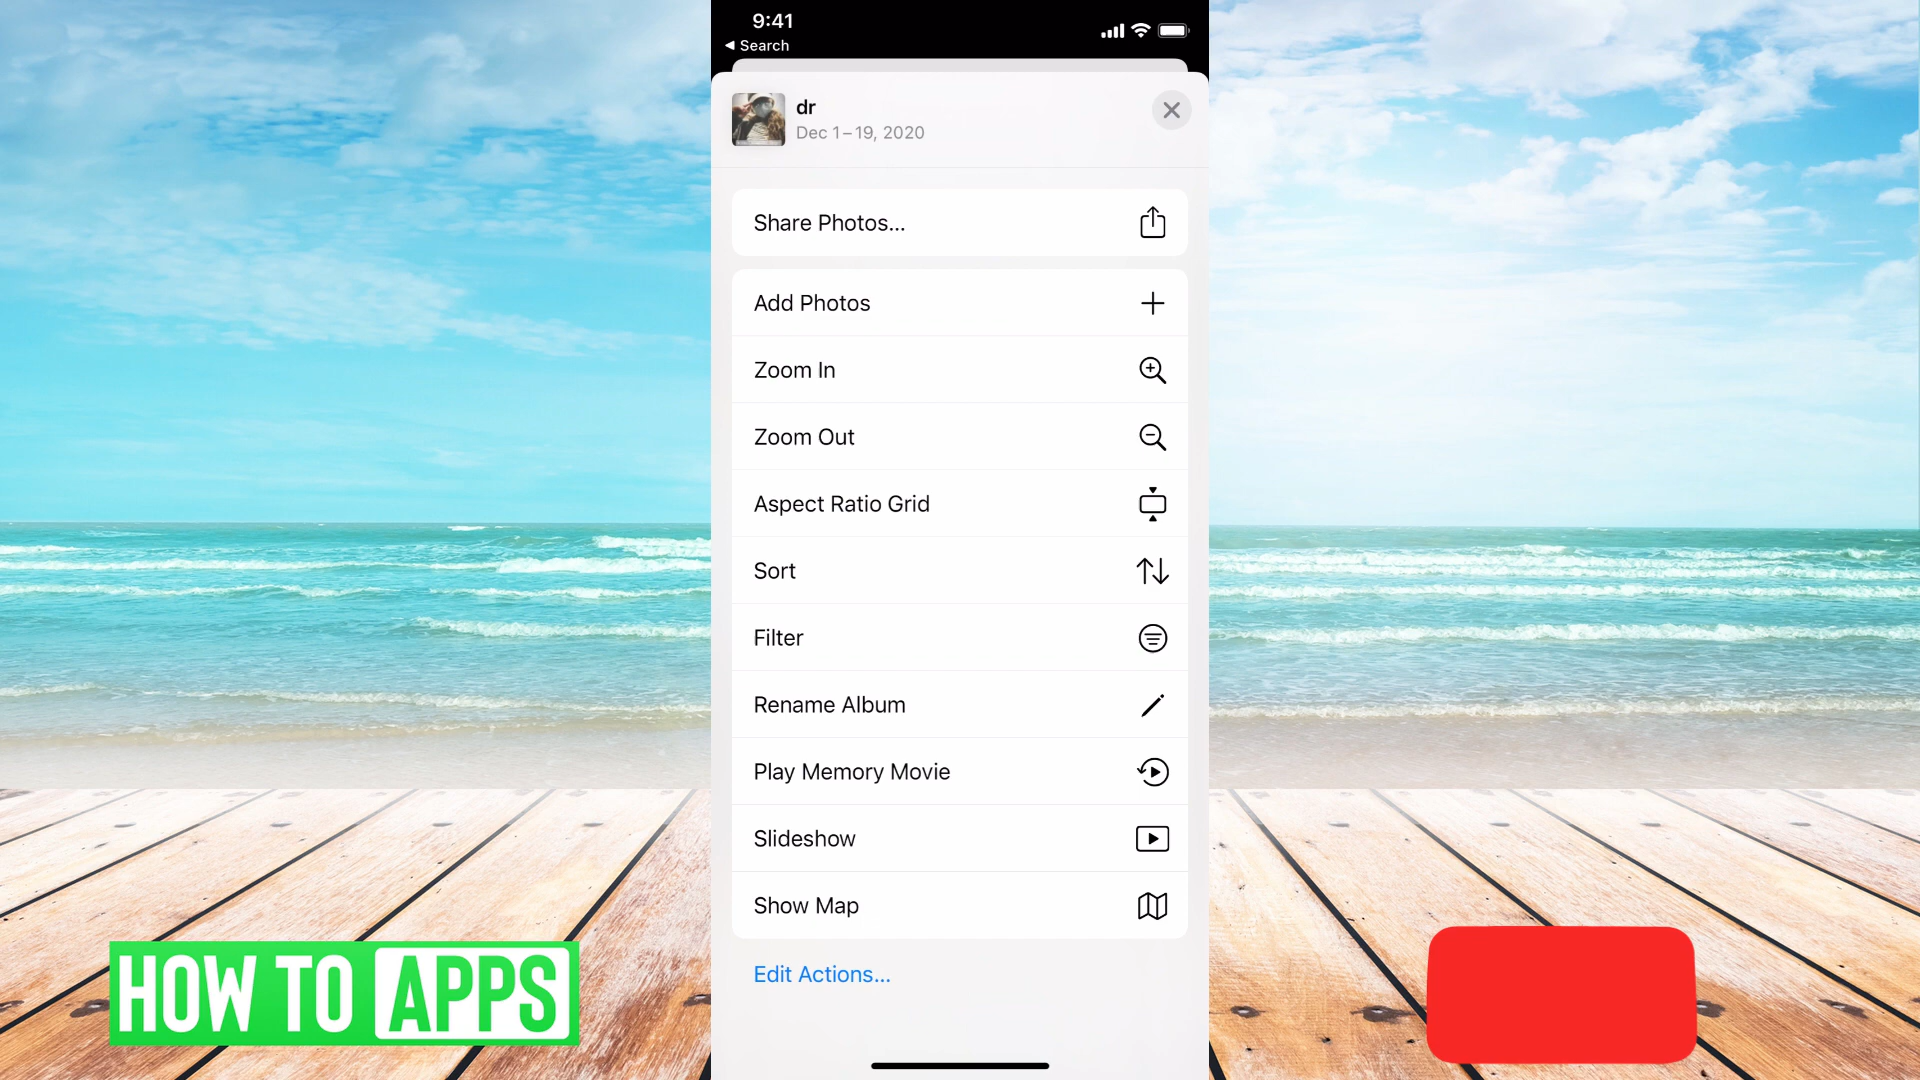 9:41
◀ Search
dr
Dec 1–19, 2020
Share Photos...
Add Photos
Zoom In
Zoom Out
Aspect Ratio Grid
Sort
Filter
Rename Album
Play Memory Movie
Slideshow
Show Map
Edit Actions...
HOW TO APPS